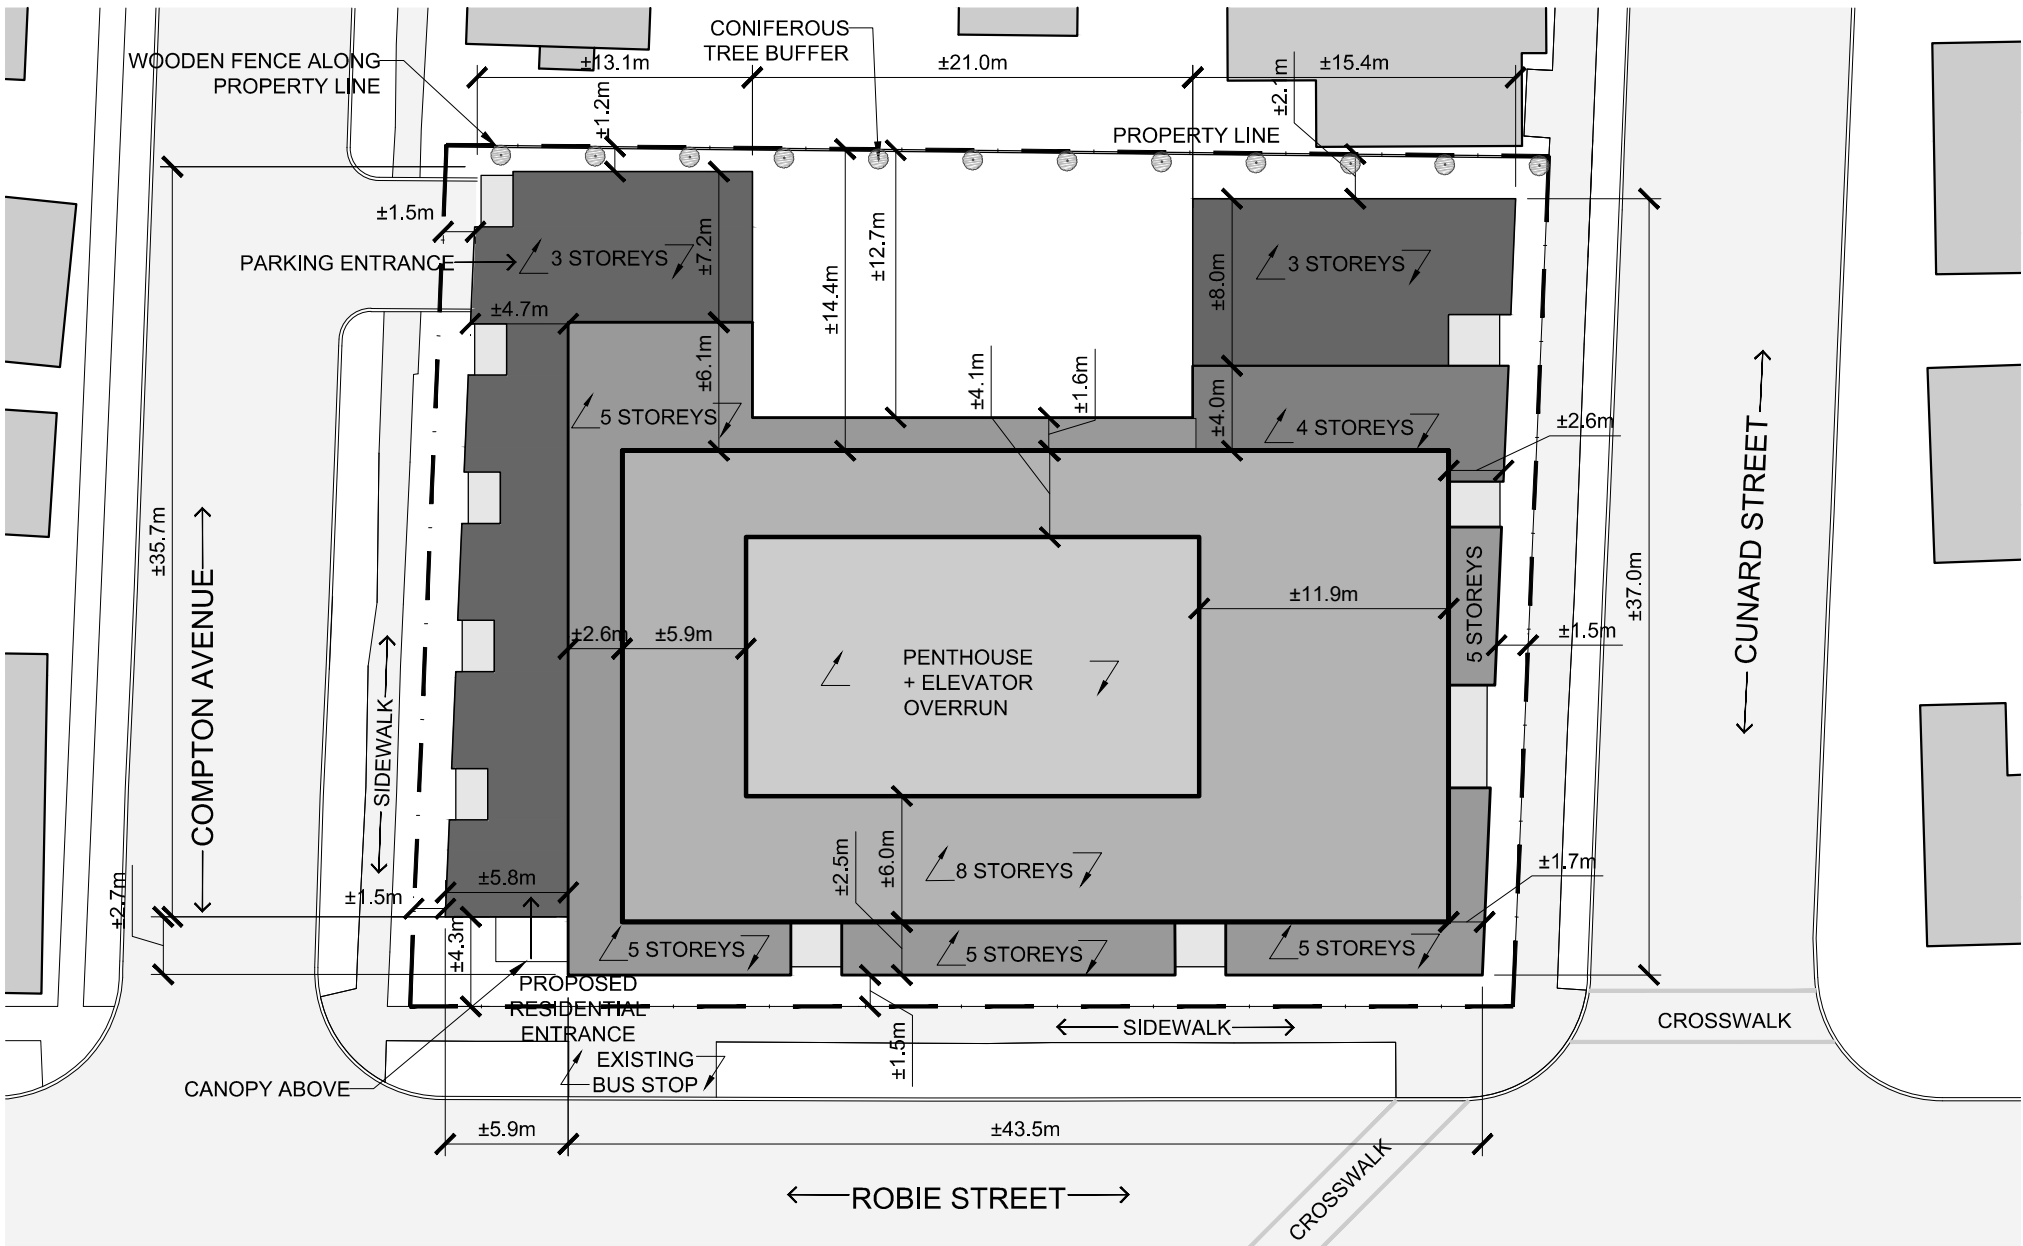 CONIFEROUS
TREE BUFFER
WOODEN FENCE ALONG
PROPERTY LINE
±13.1m
±21.0m
±15.4m
±1.2m
±2.1m
PROPERTY LINE
±1.5m
PARKING ENTRANCE
3 STOREYS
±7.2m
±12.7m
±14.4m
±8.0m
3 STOREYS
±4.7m
±6.1m
±4.1m
±1.6m
5 STOREYS
±4.0m
4 STOREYS
±2.6m
±35.7m
COMPTON AVENUE
SIDEWALK
±2.6m
±5.9m
±11.9m
5 STOREYS
±1.5m
±37.0m
CUNARD STREET
PENTHOUSE
+ ELEVATOR
OVERRUN
±2.5m
±6.0m
8 STOREYS
±1.7m
±2.7m
±1.5m
±5.8m
±4.3m
5 STOREYS
5 STOREYS
5 STOREYS
PROPOSED
RESIDENTIAL
ENTRANCE
±1.5m
SIDEWALK
CROSSWALK
EXISTING
BUS STOP
CANOPY ABOVE
±5.9m
±43.5m
CROSSWALK
ROBIE STREET